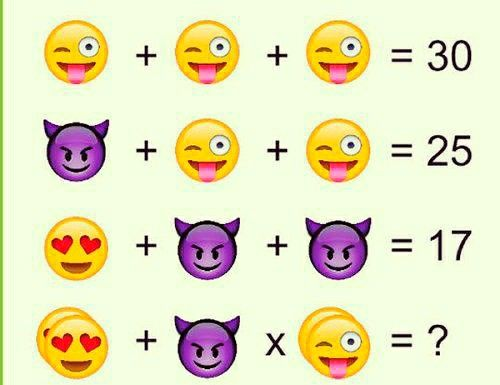 😜 + 😜 + 😜 = 30
😈 + 😜 + 😜 = 25
😍 + 😈 + 😈 = 17
😍😍 + 😈 x 😜😜 = ?